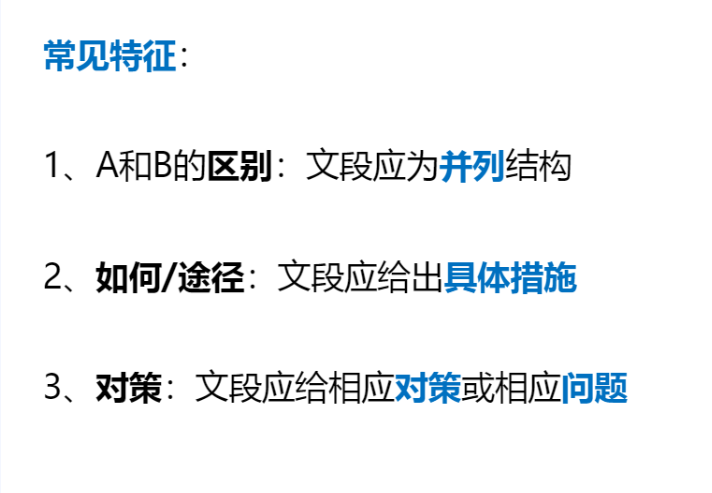 常见特征：
1、A和B的区别：文段应为并列结构
2、如何/途径：文段应给出具体措施
3、对策：文段应给相应对策或相应问题